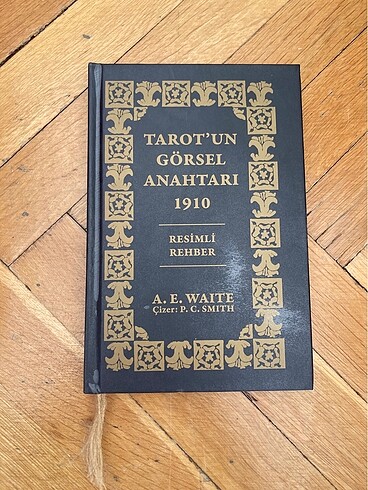 TAROT'UN
GÖRSEL
ANAHTARI
1910
RESİMLİ
REHBER
A. E. WAITE
Çizer: P. C. SMITH